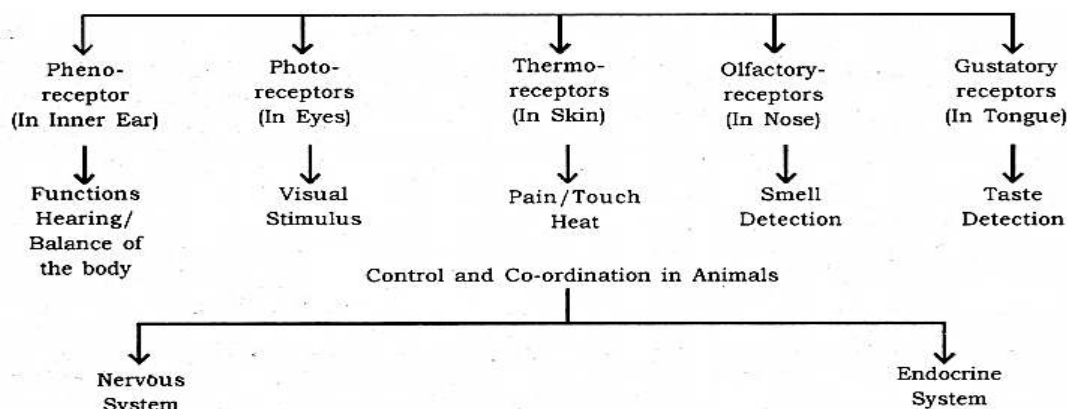 Pheno-
receptor
(In Inner Ear)
Photo-
receptors
(In Eyes)
Thermo-
receptors
(In Skin)
Olfactory-
receptors
(In Nose)
Gustatory
receptors
(In Tongue)
Functions
Hearing/
Balance of
the body
Visual
Stimulus
Pain/Touch
Heat
Smell
Detection
Taste
Detection
Control and Co-ordination in Animals
Nervous
System
Endocrine
System